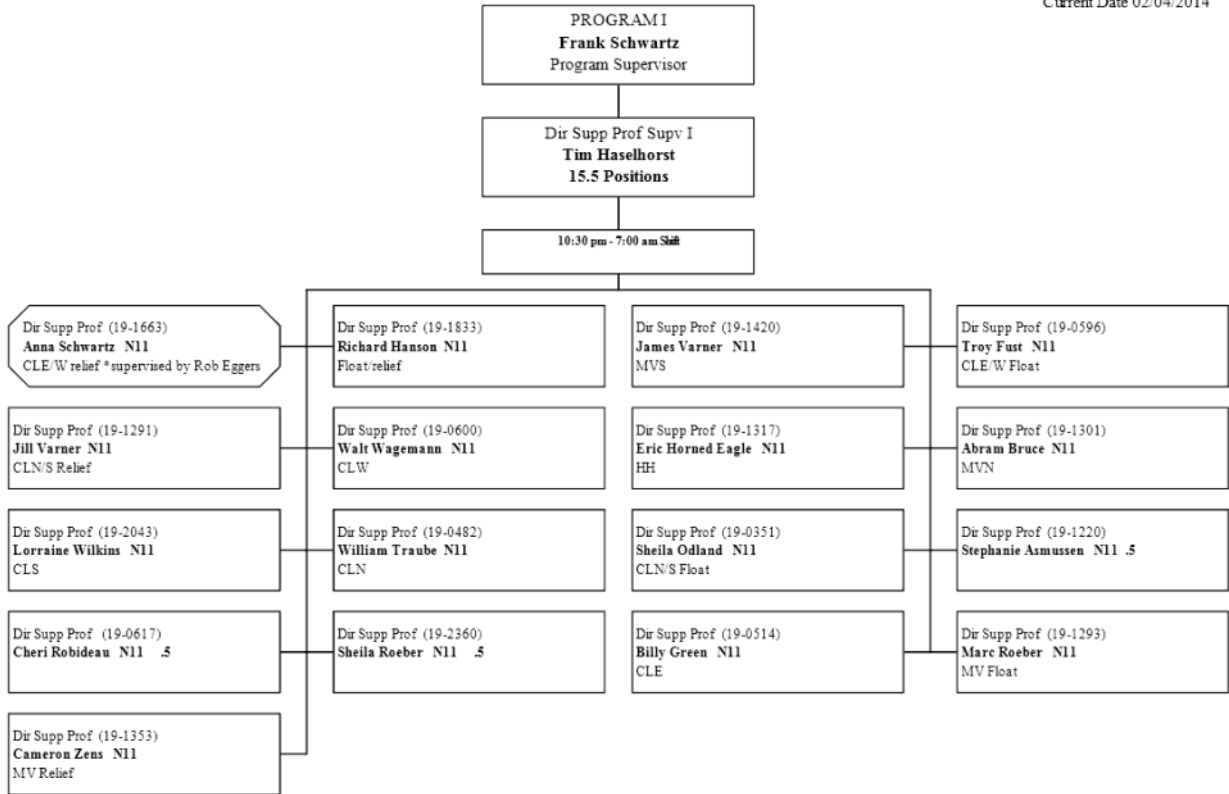 Current Date 02/04/2014
PROGRAM I
Frank Schwartz
Program Supervisor
Dir Supp Prof Supv I
Tim Haselhorst
15.5 Positions
10:30 pm - 7:00 am Shift
Dir Supp Prof (19-1663)
Anna Schwartz N11
CLE/W relief *supervised by Rob Eggers
Dir Supp Prof (19-1833)
Richard Hanson N11
Float/relief
Dir Supp Prof (19-1420)
James Varner N11
MVS
Dir Supp Prof (19-0596)
Troy Fust N11
CLE/W Float
Dir Supp Prof (19-1291)
Jill Varner N11
CLN/S Relief
Dir Supp Prof (19-0600)
Walt Wagemann N11
CLW
Dir Supp Prof (19-1317)
Eric Horned Eagle N11
HH
Dir Supp Prof (19-1301)
Abram Bruce N11
MVN
Dir Supp Prof (19-2043)
Lorraine Wilkins N11
CLS
Dir Supp Prof (19-0482)
William Traube N11
CLN
Dir Supp Prof (19-0351)
Sheila Odland N11
CLN/S Float
Dir Supp Prof (19-1220)
Stephanie Asmussen N11 .5
Dir Supp Prof (19-0617)
Cheri Robideau N11 .5
Dir Supp Prof (19-2360)
Sheila Roeber N11 .5
Dir Supp Prof (19-0514)
Billy Green N11
CLE
Dir Supp Prof (19-1293)
Marc Roeber N11
MV Float
Dir Supp Prof (19-1353)
Cameron Zens N11
MV Relief